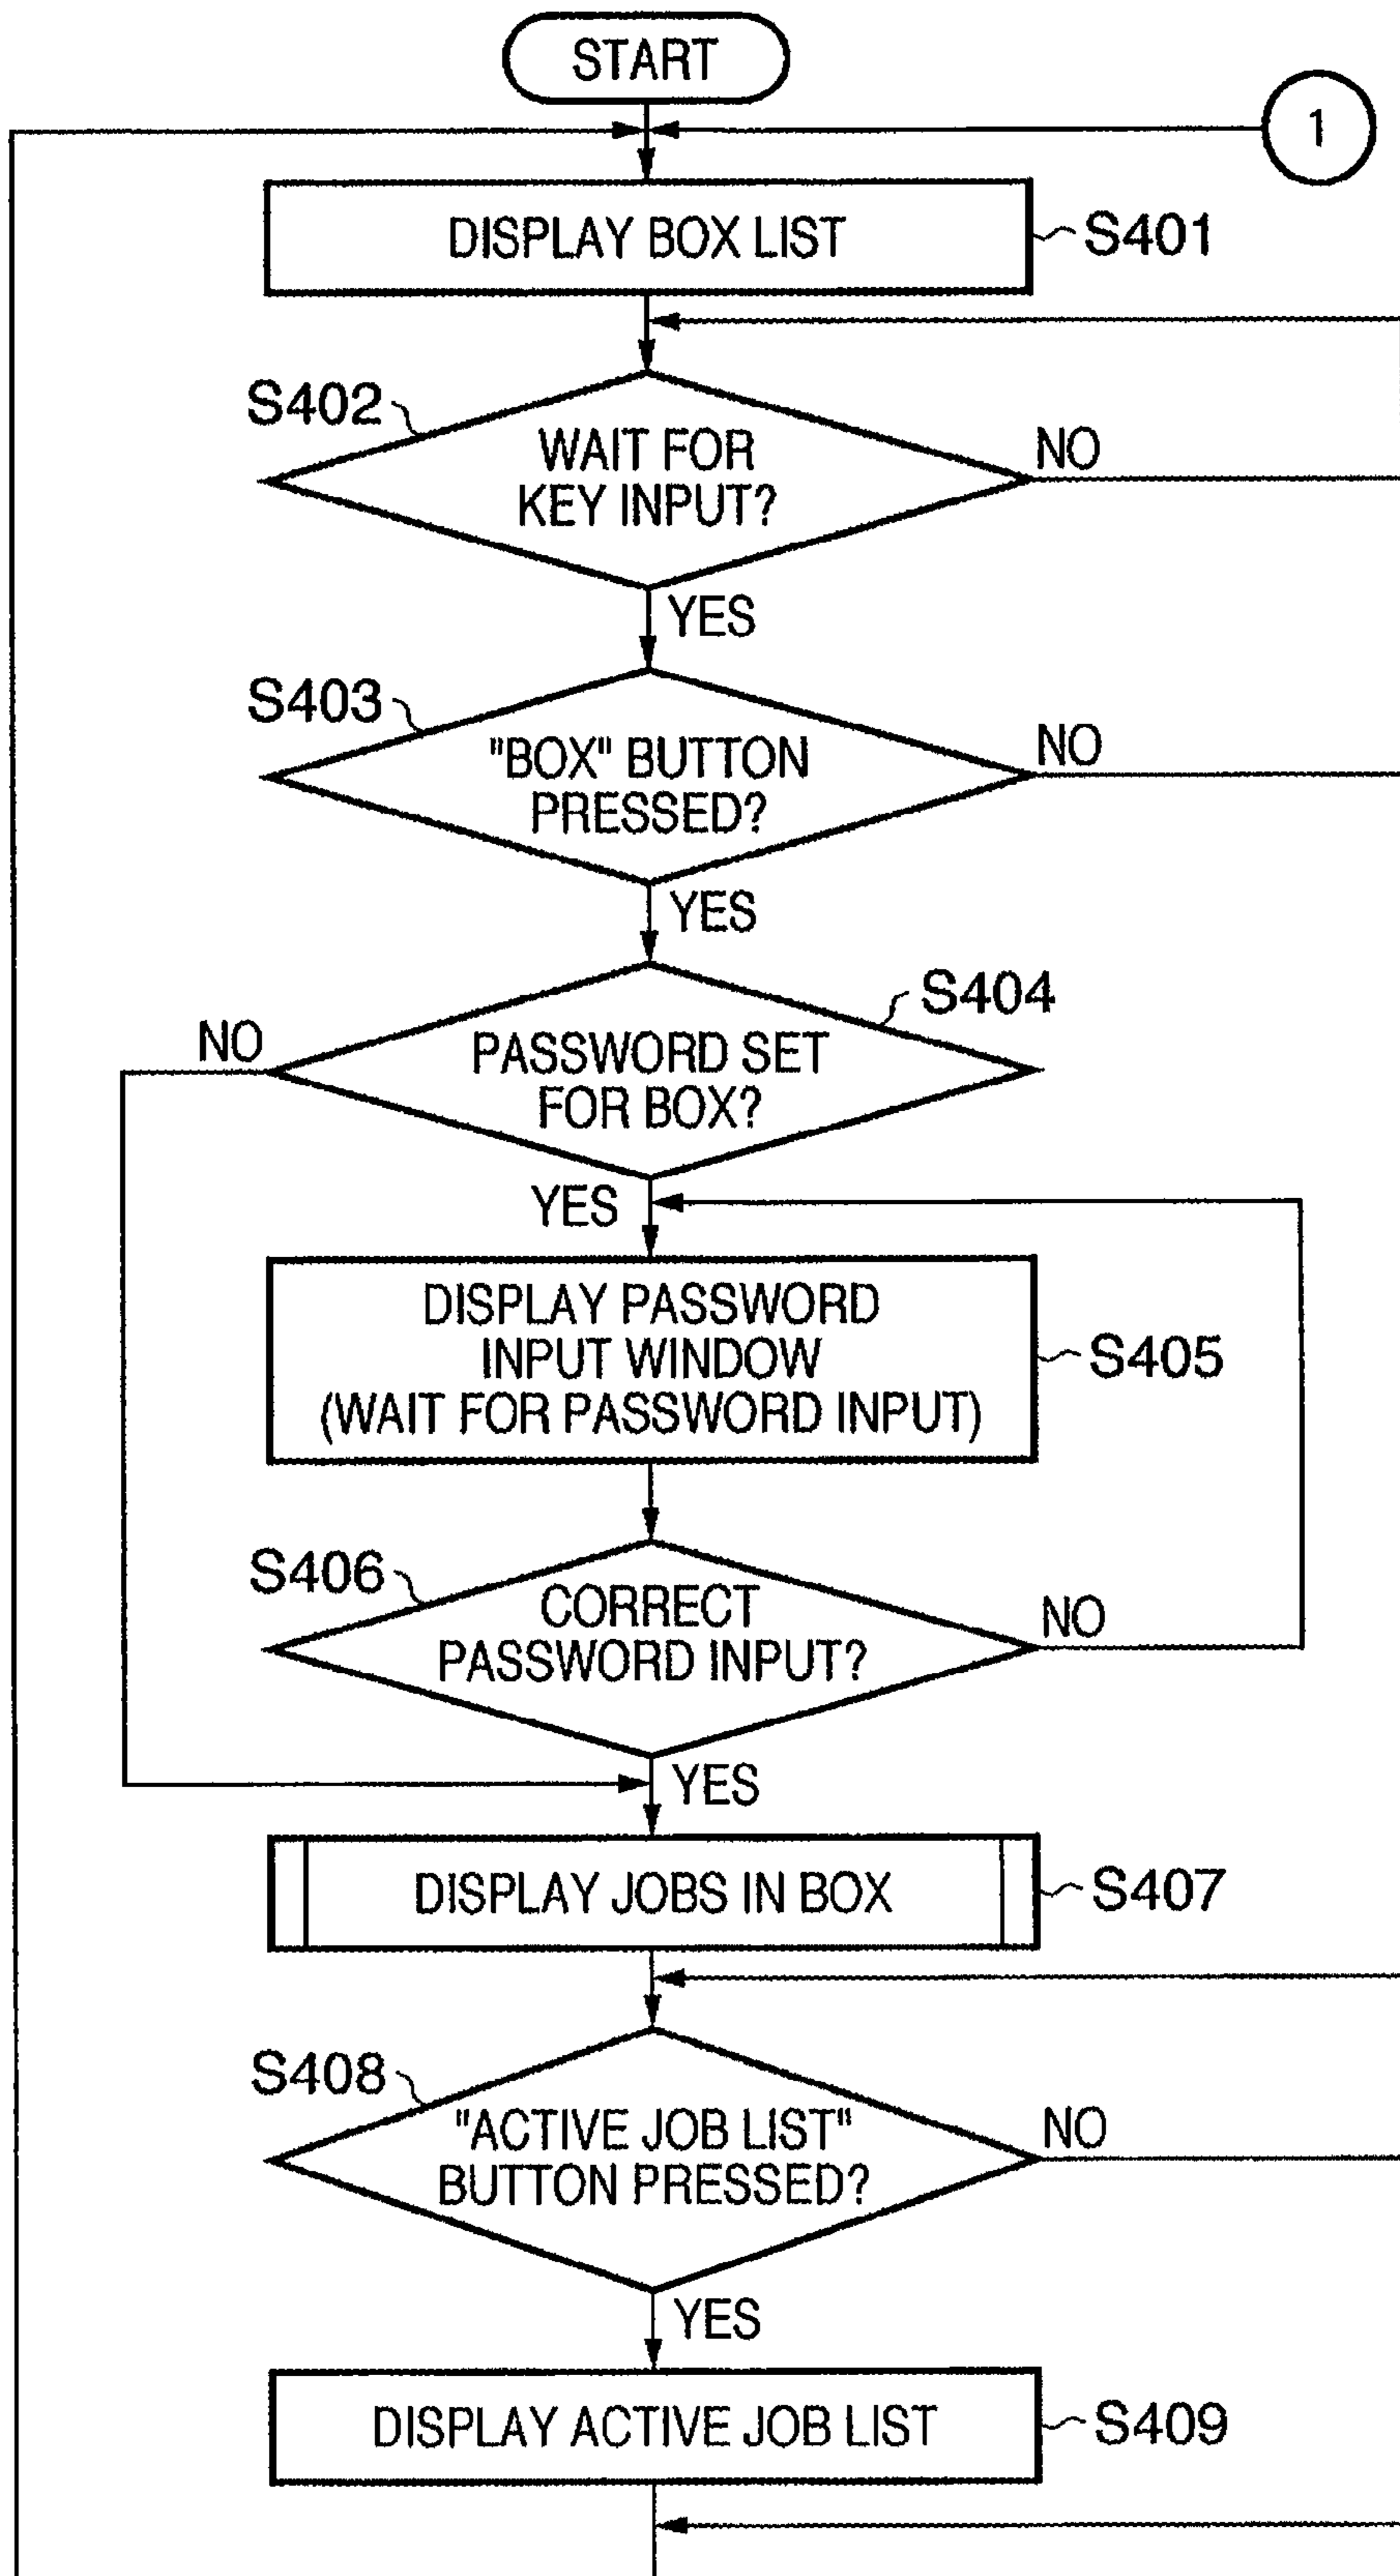 START
1
DISPLAY BOX LIST
S401
S402
WAIT FOR
KEY INPUT?
NO
YES
S403
"BOX" BUTTON
PRESSED?
NO
YES
S404
NO
PASSWORD SET
FOR BOX?
YES
DISPLAY PASSWORD
INPUT WINDOW
(WAIT FOR PASSWORD INPUT)
S405
S406
CORRECT
PASSWORD INPUT?
NO
YES
DISPLAY JOBS IN BOX
S407
S408
"ACTIVE JOB LIST"
BUTTON PRESSED?
NO
YES
DISPLAY ACTIVE JOB LIST
S409